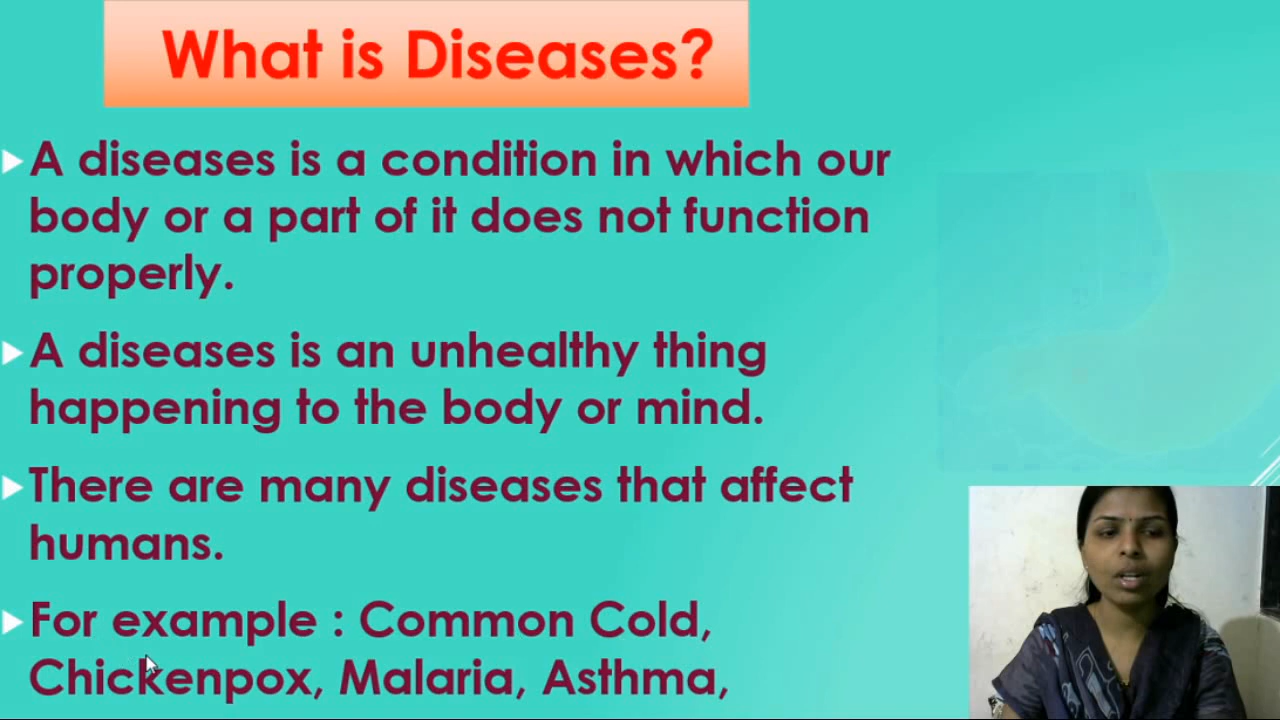 What is Diseases?
A diseases is a condition in which our
body or a part of it does not function
properly.
A diseases is an unhealthy thing
happening to the body or mind.
There are many diseases that affect
humans.
For example : Common Cold,
Chickenpox, Malaria, Asthma,